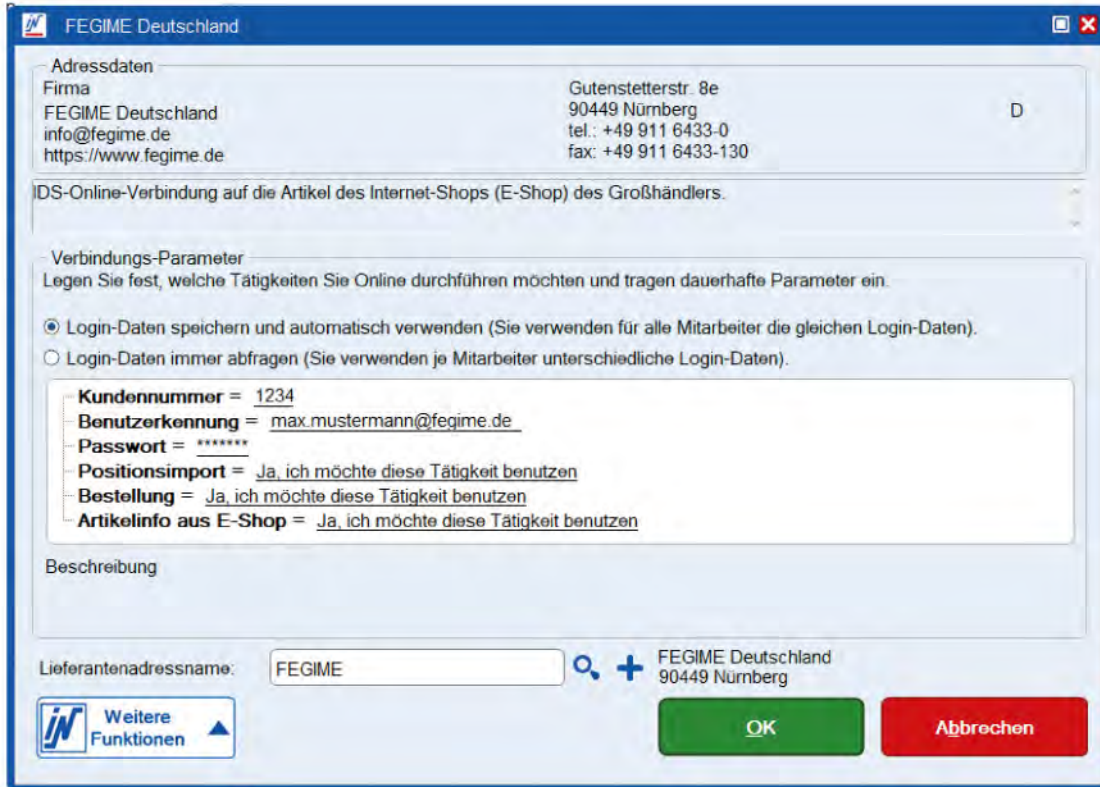 FEGIME Deutschland
Adressdaten
Firma
FEGIME Deutschland
info@fegime.de
https://www.fegime.de
Gutenstetterstr. 8e
90449 Nürnberg
tel.: +49 911 6433-0
fax: +49 911 6433-130
D
IDS-Online-Verbindung auf die Artikel des Internet-Shops (E-Shop) des Großhändlers.
Verbindungs-Parameter
Legen Sie fest, welche Tätigkeiten Sie Online durchführen möchten und tragen dauerhafte Parameter ein.
Login-Daten speichern und automatisch verwenden (Sie verwenden für alle Mitarbeiter die gleichen Login-Daten).
Login-Daten immer abfragen (Sie verwenden je Mitarbeiter unterschiedliche Login-Daten).
Kundennummer = 1234
Benutzerkennung = max.mustermann@fegime.de
Passwort = *******
Positionsimport = Ja, ich möchte diese Tätigkeit benutzen
Bestellung = Ja, ich möchte diese Tätigkeit benutzen
Artikelinfo aus E-Shop = Ja, ich möchte diese Tätigkeit benutzen
Beschreibung
Lieferantenadressname: FEGIME
FEGIME Deutschland
90449 Nürnberg
Weitere
Funktionen
OK
Abbrechen